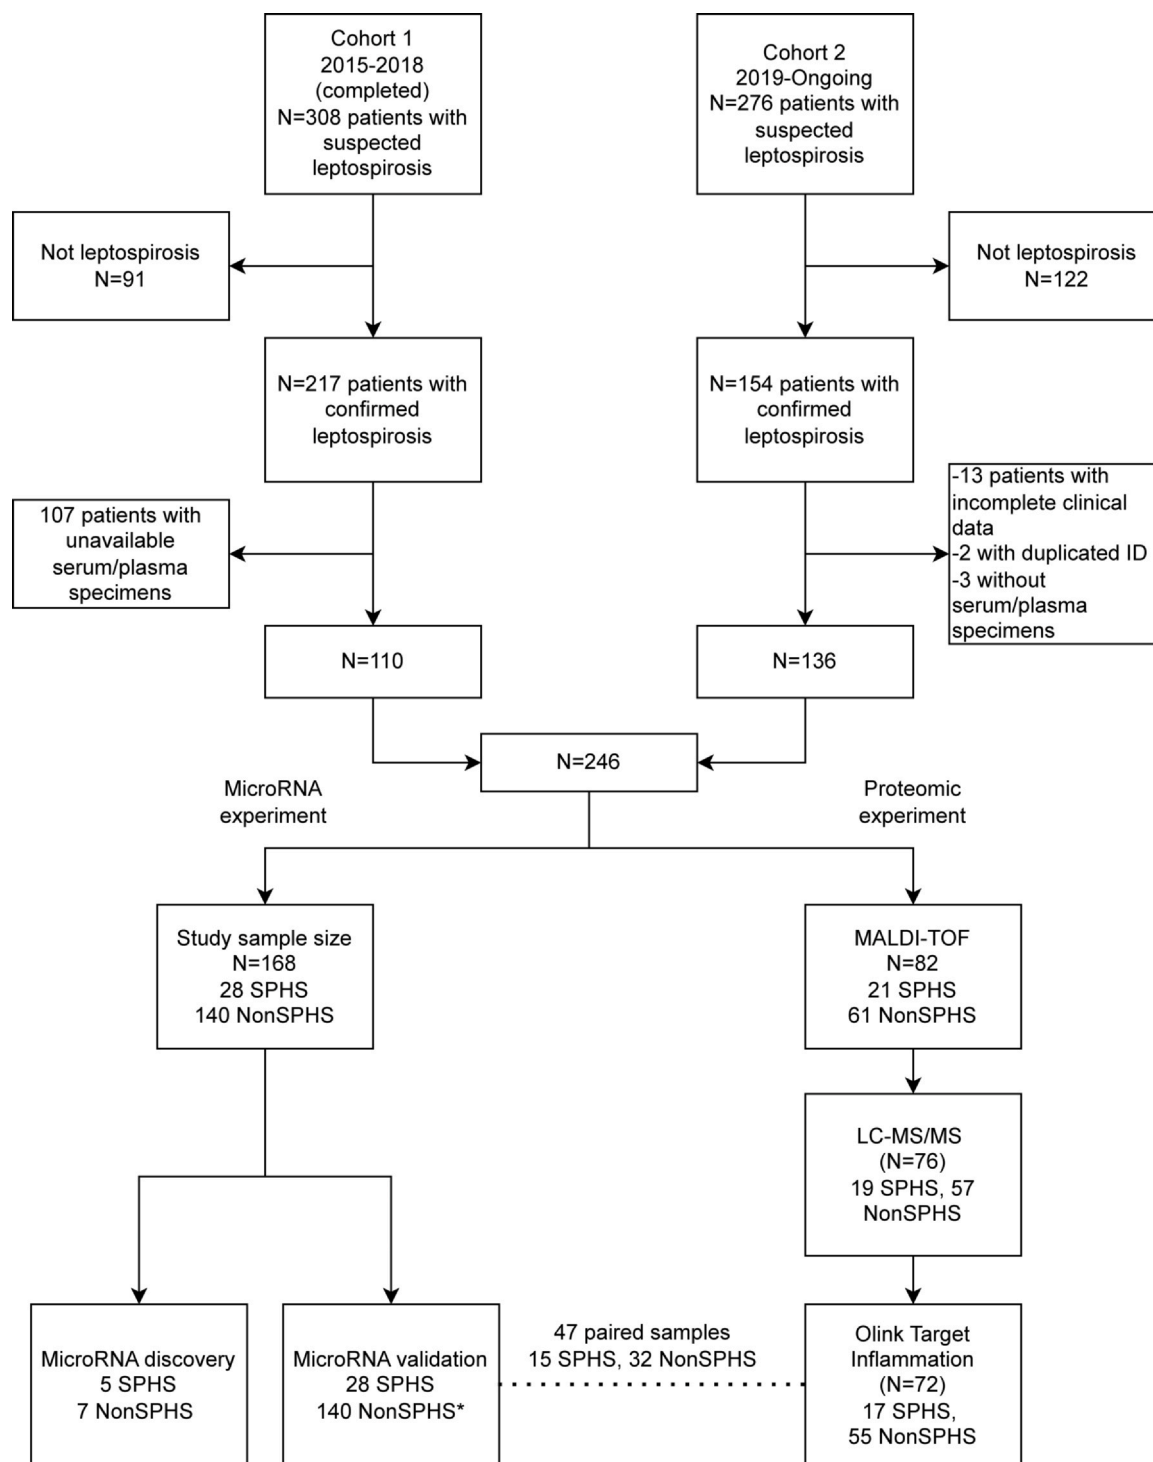 Cohort 1
2015-2018
(completed)
N=308 patients with
suspected
leptospirosis
Cohort 2
2019-Ongoing
N=276 patients with
suspected
leptospirosis
Not leptospirosis
N=91
Not leptospirosis
N=122
N=217 patients with
confirmed
leptospirosis
N=154 patients with
confirmed
leptospirosis
107 patients with
unavailable
serum/plasma
specimens
-13 patients with
incomplete clinical
data
-2 with duplicated ID
-3 without
serum/plasma
specimens
N=110
N=136
N=246
MicroRNA
experiment
Proteomic
experiment
Study sample size
N=168
28 SPHS
140 NonSPHS
MALDI-TOF
N=82
21 SPHS
61 NonSPHS
LC-MS/MS
(N=76)
19 SPHS, 57
NonSPHS
MicroRNA discovery
5 SPHS
7 NonSPHS
MicroRNA validation
28 SPHS
140 NonSPHS*
47 paired samples
15 SPHS, 32 NonSPHS
Olink Target
Inflammation
(N=72)
17 SPHS,
55 NonSPHS